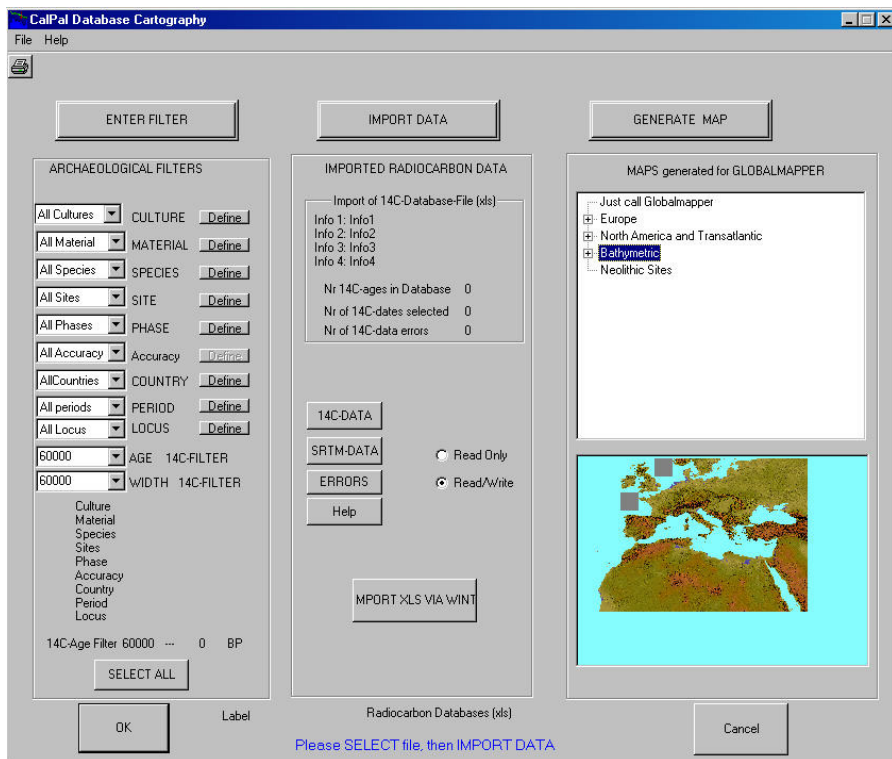 CalPal Database Cartography
File Help
ENTER FILTER
IMPORT DATA
GENERATE MAP
ARCHAEOLOGICAL FILTERS
All Cultures CULTURE Define
All Material MATERIAL Define
All Species SPECIES Define
All Sites SITE Define
All Phases PHASE Define
All Accuracy Accuracy Define
AllCountries COUNTRY Define
All periods PERIOD Define
All Locus LOCUS Define
60000 AGE 14C-FILTER
60000 WIDTH 14C-FILTER
Culture
Material
Species
Sites
Phase
Accuracy
Country
Period
Locus
14C-Age Filter 60000 --- 0 BP
SELECT ALL
IMPORTED RADIOCARBON DATA
Import of 14C-Database-File (xls)
Info 1: Info1
Info 2: Info2
Info 3: Info3
Info 4: Info4
Nr 14C-ages in Database 0
Nr of 14C-dates selected 0
Nr of 14C-data errors 0
14C-DATA
SRTM-DATA
ERRORS
Help
Read Only
Read/Write
MPORT XLS VIA WINT
MAPS generated for GLOBALMAPPER
Just call Globalmapper
Europe
North America and Transatlantic
Bathymetric
Neolithic Sites
OK
Label
Radiocarbon Databases (xls)
Please SELECT file, then IMPORT DATA
Cancel